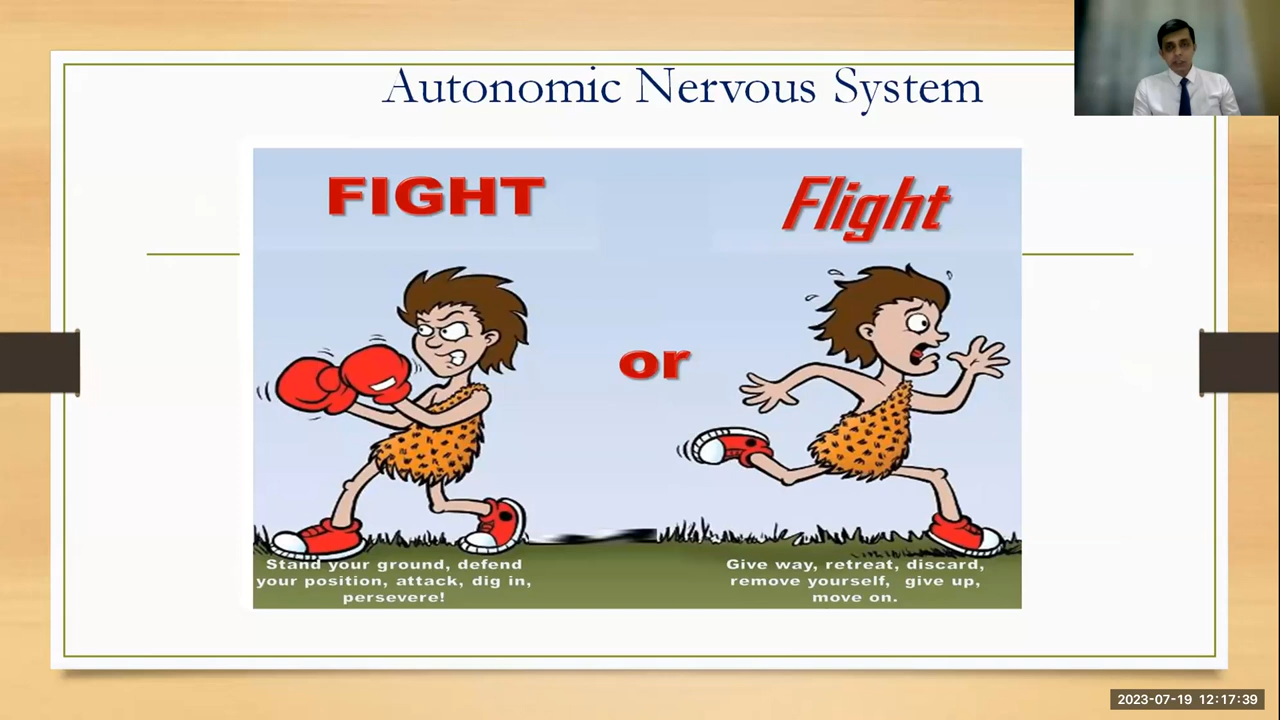 Autonomic Nervous System
FIGHT
Flight
or
Stand your ground, defend
your position, attack, dig in,
persevere!
Give way, retreat, discard,
remove yourself, give up,
move on.
2023-07-19 12:17:39